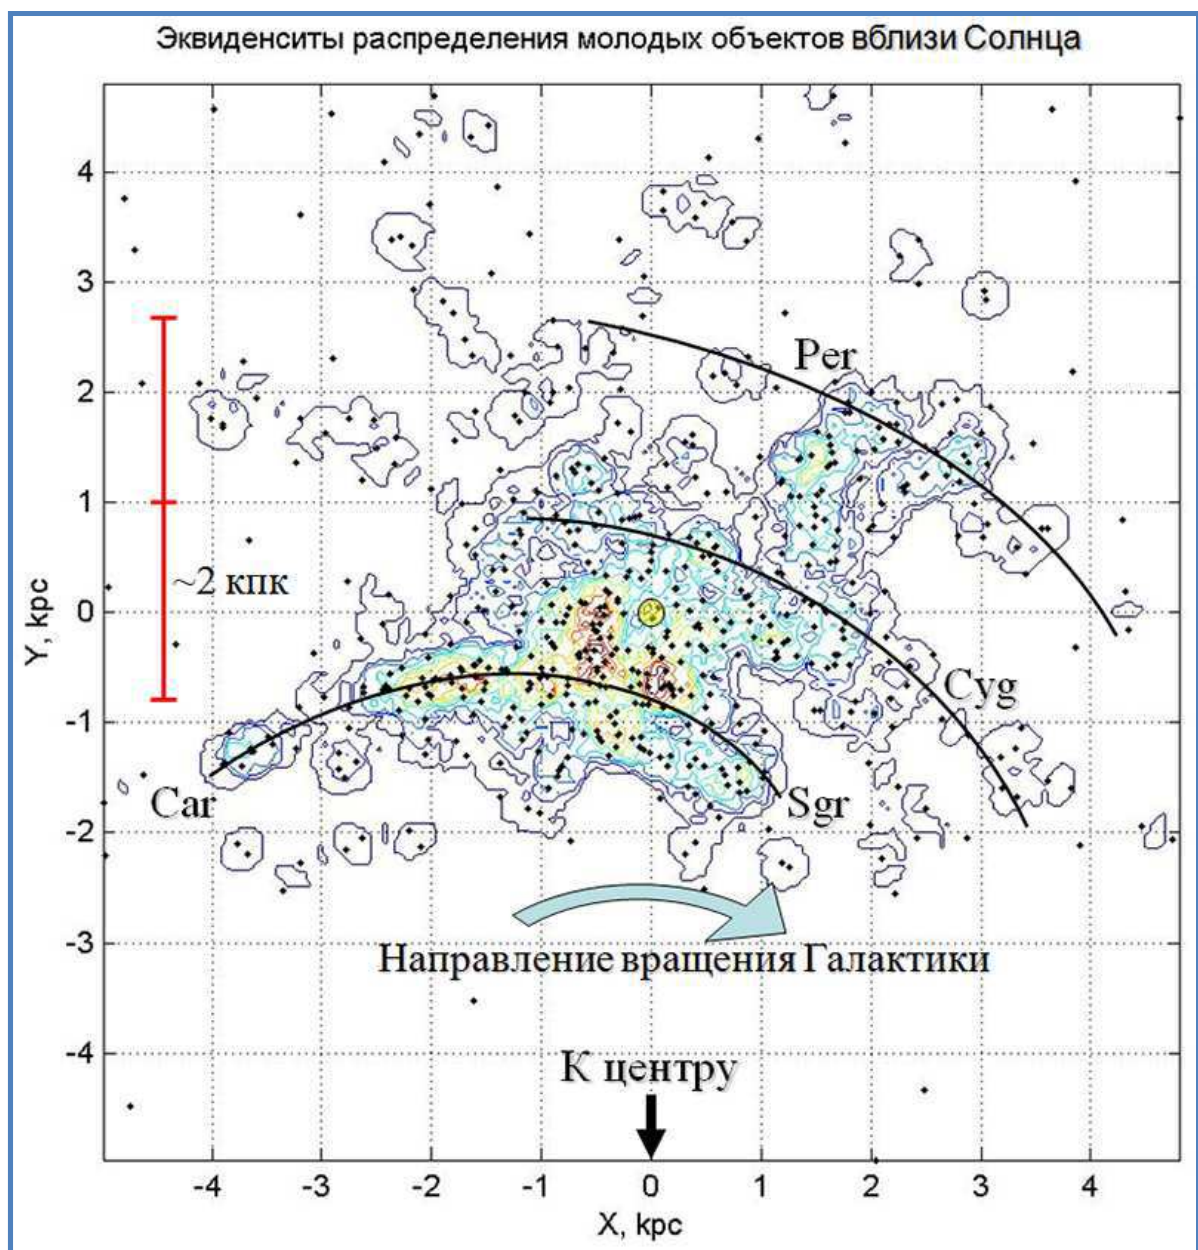 Эквиденситы распределения молодых объектов вблизи Солнца
4
3
Per
2
1
~2 кпк
0
Y, kpc
Cyg
-1
Car
Sgr
-2
Направление вращения Галактики
-3
-4
К центру
-4 -3 -2 -1 0 1 2 3 4
X, kpc